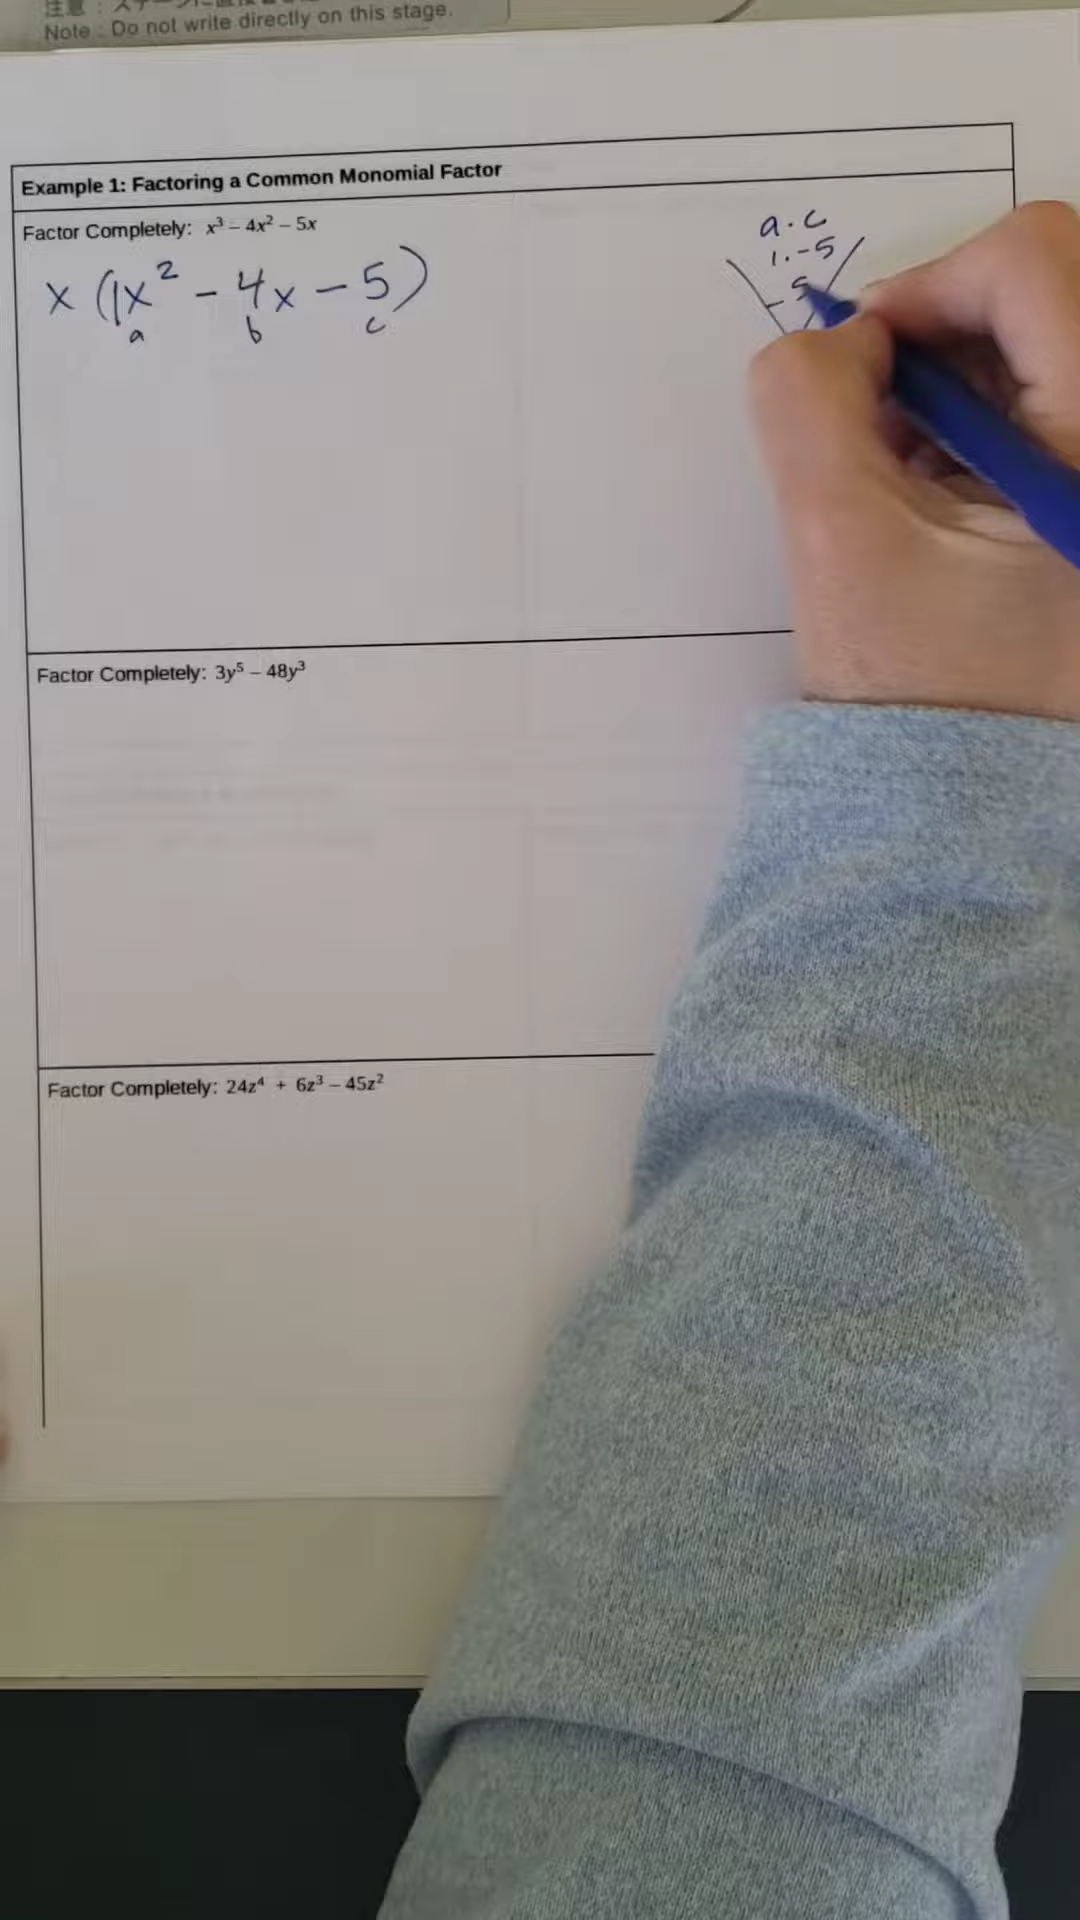 Note : Do not write directly on this stage.
Example 1: Factoring a Common Monomial Factor
Factor Completely: x³ – 4x² – 5x
a · c
1 · -5
-5
x (1x² - 4x - 5)
a b c
Factor Completely: 3y⁵ – 48y³
Factor Completely: 24z⁴ + 6z³ – 45z²